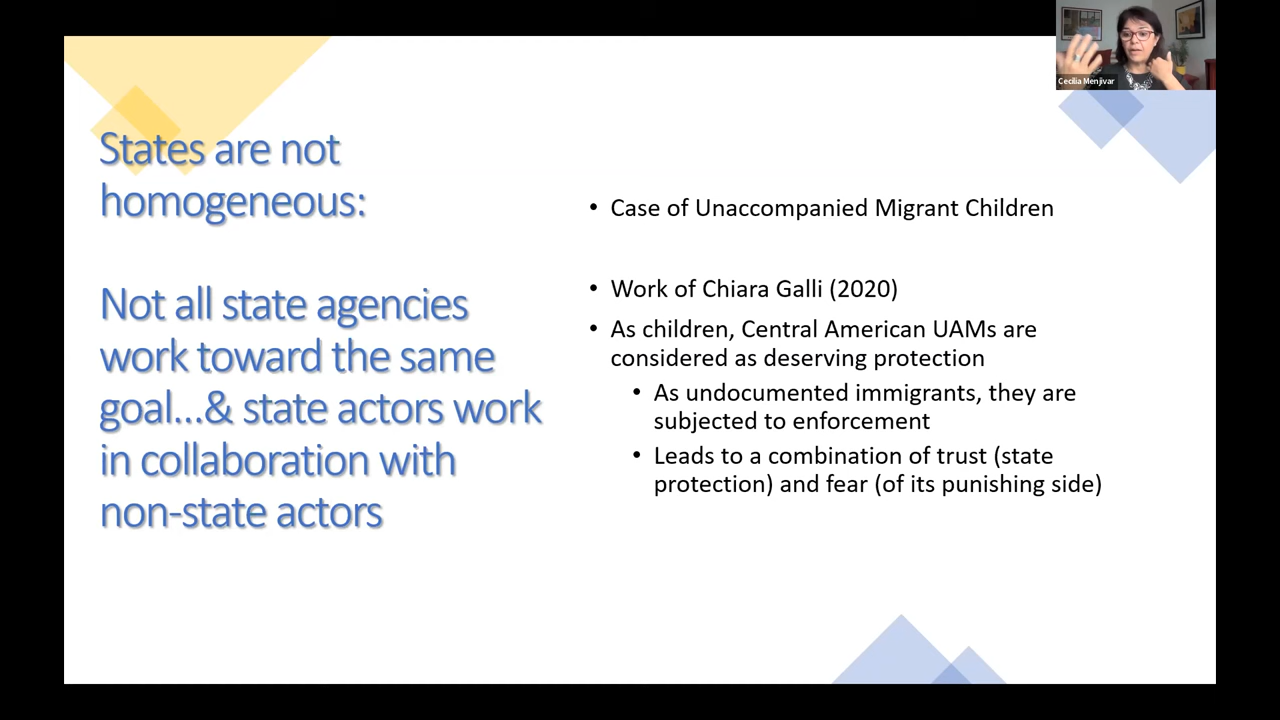 Cecilia Menjívar
States are not
homogeneous:
Not all state agencies
work toward the same
goal...& state actors work
in collaboration with
non-state actors
• Case of Unaccompanied Migrant Children
• Work of Chiara Galli (2020)
• As children, Central American UAMs are
considered as deserving protection
• As undocumented immigrants, they are
subjected to enforcement
• Leads to a combination of trust (state
protection) and fear (of its punishing side)